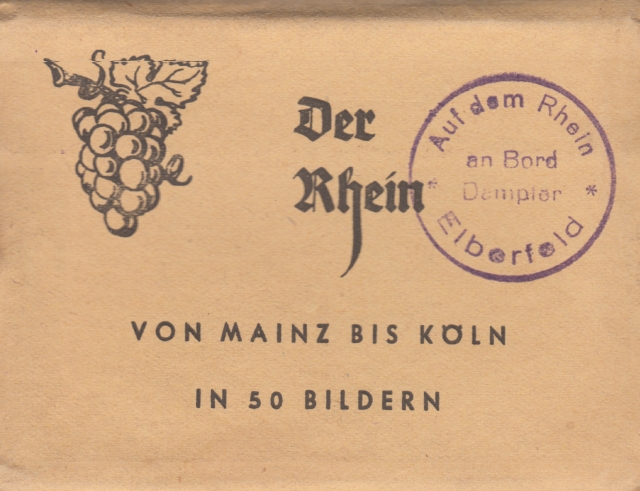 Der
Rhein
Auf dem Rhein
an Bord
Dampfer
* Elberfeld *
VON MAINZ BIS KÖLN
IN 50 BILDERN